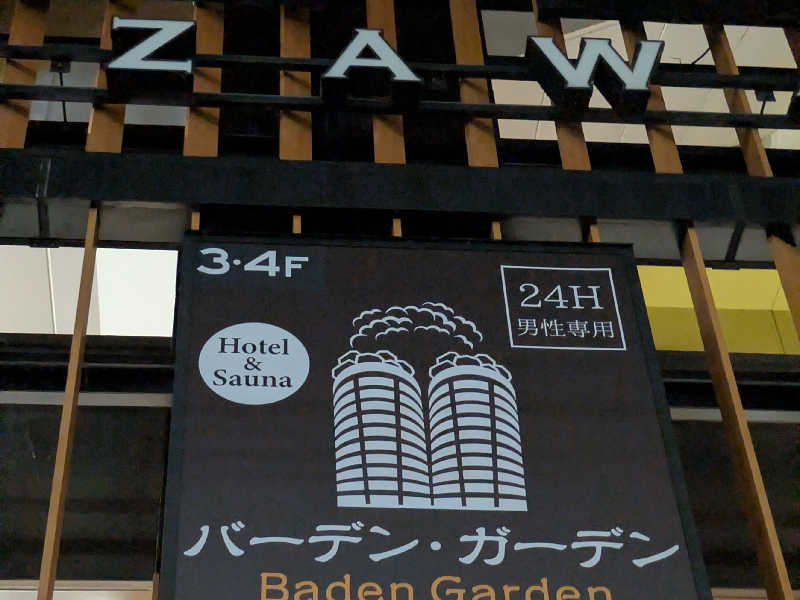 ZAW
3・4F
24H
男性専用
Hotel
&
Sauna
バーデン・ガーデン
Baden Garden